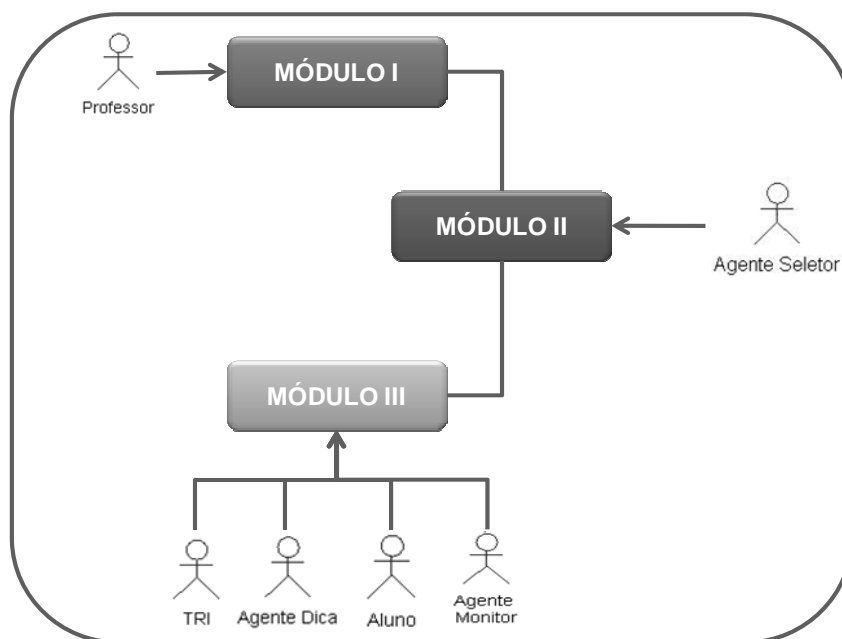 MÓDULO I
Professor
MÓDULO II
Agente Seletor
MÓDULO III
TRI
Agente Dica
Aluno
Agente
Monitor